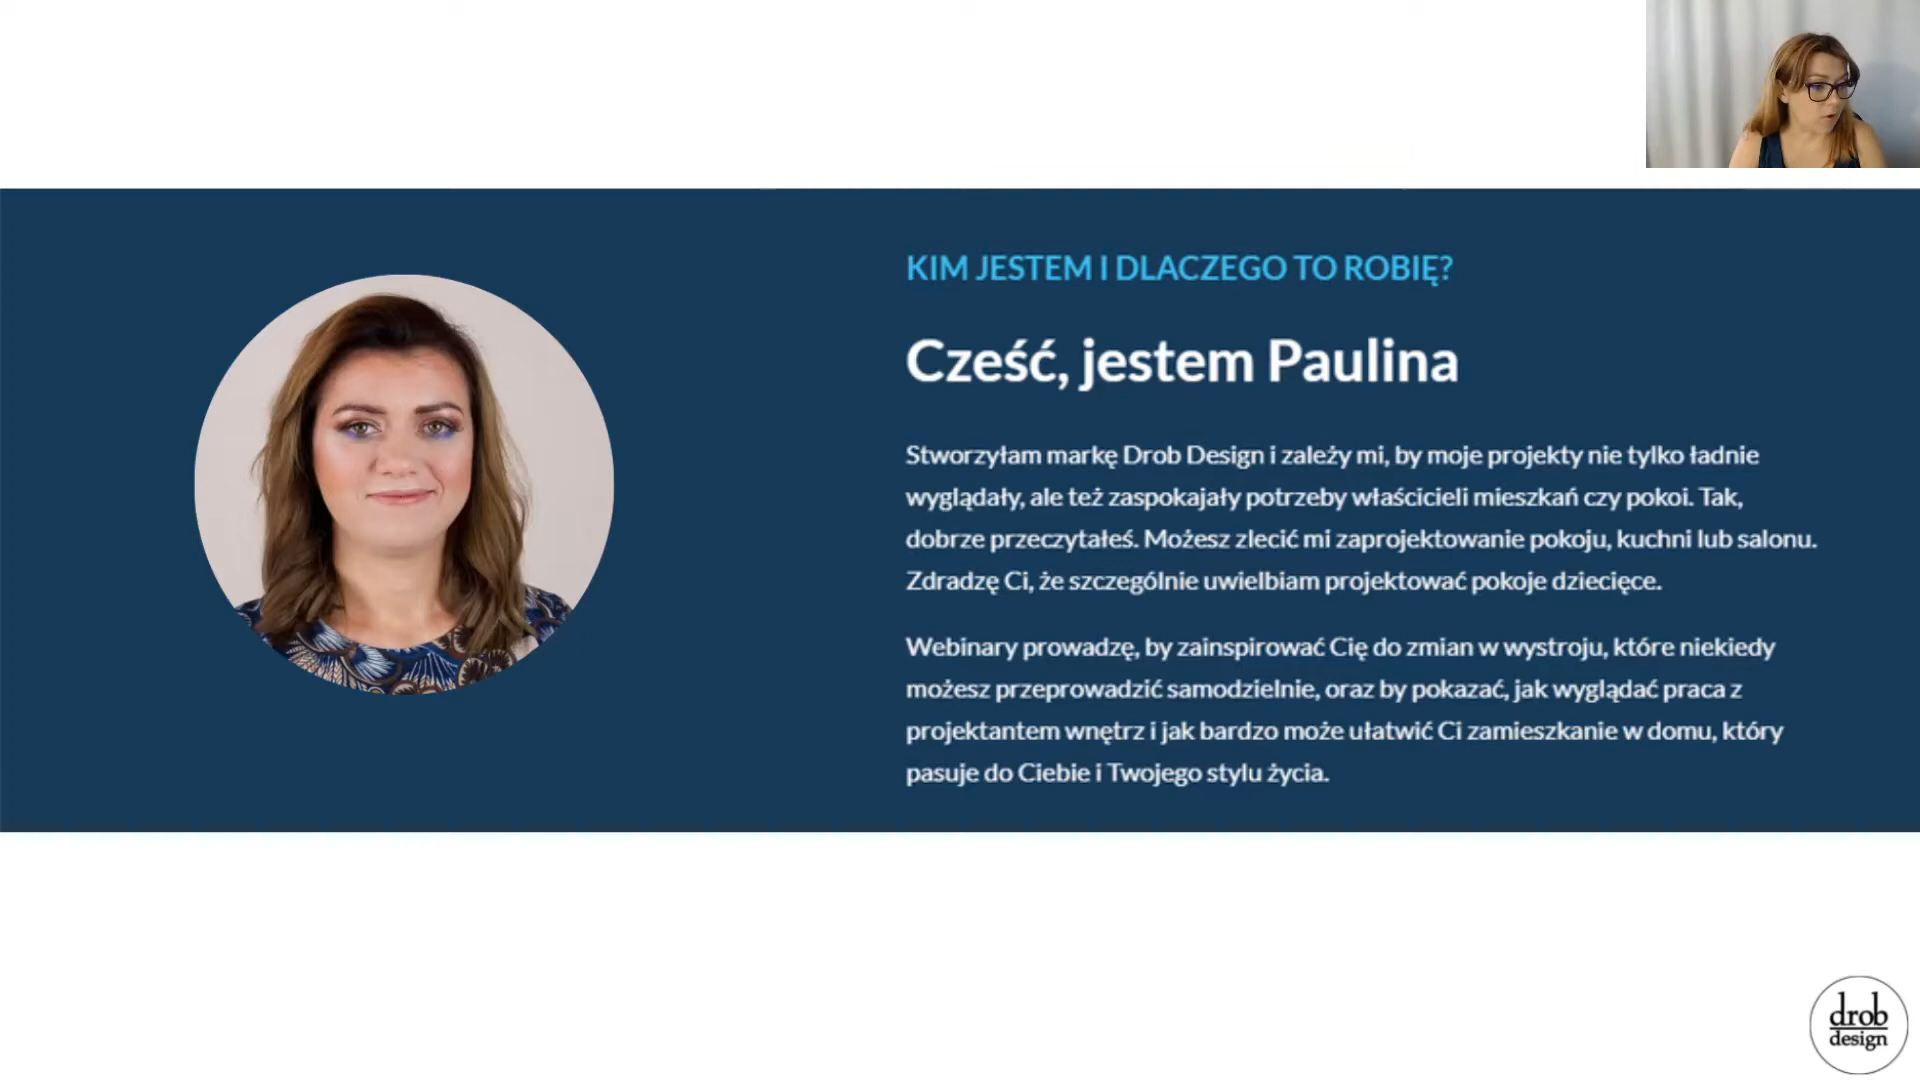 KIM JESTEM I DLACZEGO TO ROBIĘ?
Cześć, jestem Paulina
Stworzyłam markę Drob Design i zależy mi, by moje projekty nie tylko ładnie
wyglądały, ale też zaspokajały potrzeby właścicieli mieszkań czy pokoi. Tak,
dobrze przeczytałeś. Możesz zlecić mi zaprojektowanie pokoju, kuchni lub salonu.
Zdradzę Ci, że szczególnie uwielbiam projektować pokoje dziecięce.
Webinary prowadzę, by zainspirować Cię do zmian w wystroju, które niekiedy
możesz przeprowadzić samodzielnie, oraz by pokazać, jak wyglądać praca z
projektantem wnętrz i jak bardzo może ułatwić Ci zamieszkanie w domu, który
pasuje do Ciebie i Twojego stylu życia.
drob
design